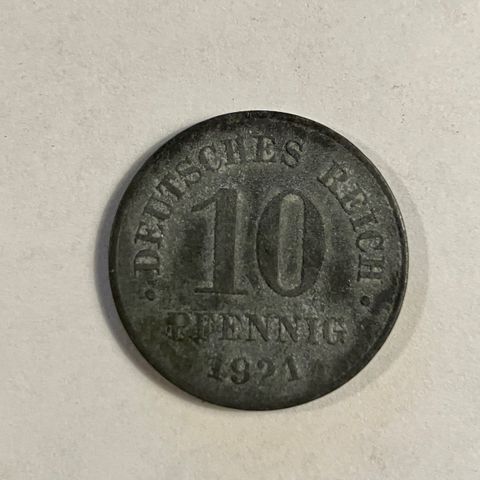 DEUTSCHES REICH
10
PFENNIG
1921